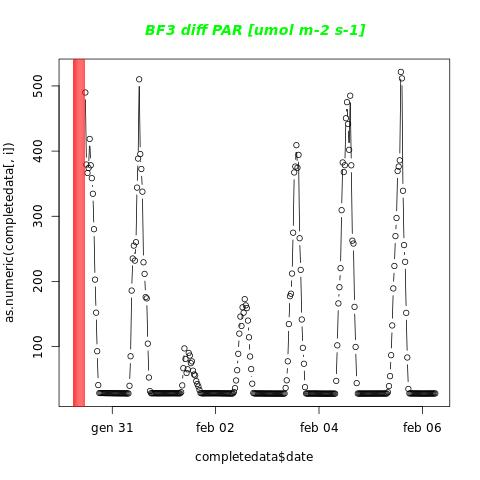 BF3 diff PAR [umol m-2 s-1]
as.numeric(completedata[, i])
500
400
300
200
100
gen 31
feb 02
feb 04
feb 06
completedata$date